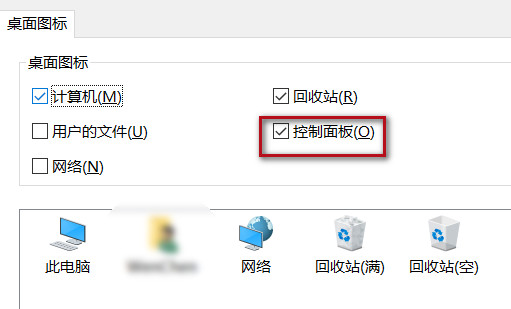 桌面图标
桌面图标
计算机(M)
回收站(R)
用户的文件(U)
控制面板(O)
网络(N)
此电脑
网络
回收站(满)
回收站(空)